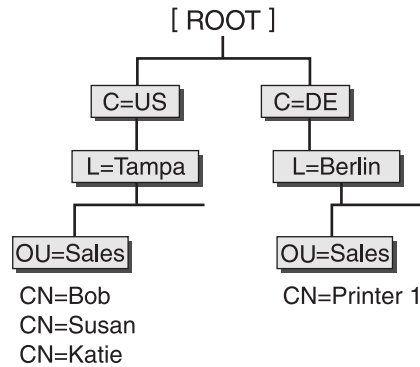 [ ROOT ]
C=US
C=DE
L=Tampa
L=Berlin
OU=Sales
OU=Sales
CN=Bob
CN=Printer 1
CN=Susan
CN=Katie